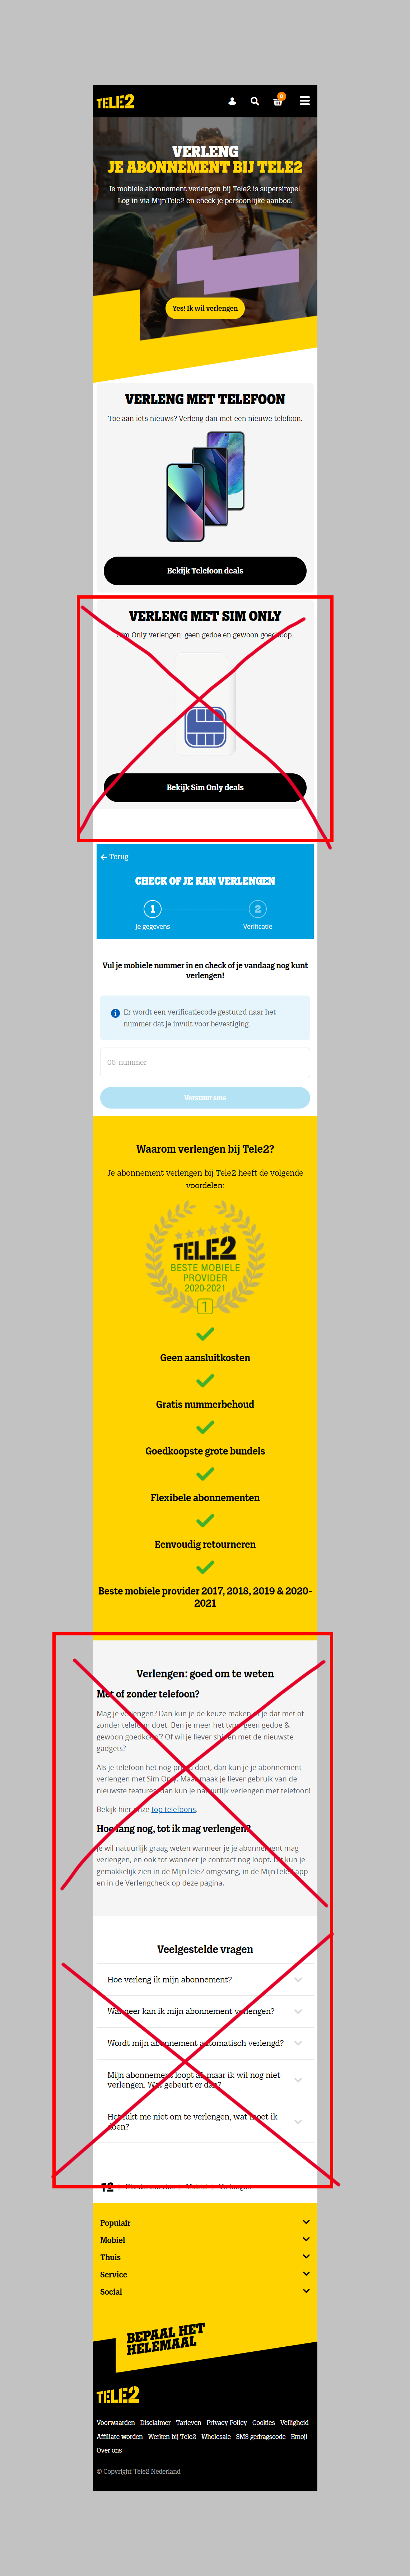 TELE2
0
VERLENG
JE ABONNEMENT BIJ TELE2
Je mobiele abonnement verlengen bij Tele2 is supersimpel.
Log in via MijnTele2 en check je persoonlijke aanbod.
Yes! Ik wil verlengen
VERLENG MET TELEFOON
Toe aan iets nieuws? Verleng dan met een nieuwe telefoon.
Bekijk Telefoon deals
VERLENG MET SIM ONLY
Sim Only verlengen: geen gedoe en gewoon goedkoop.
Bekijk Sim Only deals
Terug
CHECK OF JE KAN VERLENGEN
1 2
Je gegevens Verificatie
Vul je mobiele nummer in en check of je vandaag nog kunt
verlengen!
Er wordt een verificatiecode gestuurd naar het
nummer dat je invult voor bevestiging.
06-nummer
Verstuur sms
Waarom verlengen bij Tele2?
Je abonnement verlengen bij Tele2 heeft de volgende
voordelen:
TELE2
BESTE MOBIELE
PROVIDER
2020-2021
1
Geen aansluitkosten
Gratis nummerbehoud
Goedkoopste grote bundels
Flexibele abonnementen
Eenvoudig retourneren
Beste mobiele provider 2017, 2018, 2019 & 2020-
2021
Verlengen: goed om te weten
Met of zonder telefoon?
Mag je verlengen? Dan kun je de keuze maken of je dat met of
zonder telefoon doet. Ben je meer het type 'geen gedoe &
gewoon goedkoop'? Of wil je liever shinen met de nieuwste
gadgets?
Als je telefoon het nog prima doet, dan kun je je abonnement
verlengen met Sim Only. Maar maak je liever gebruik van de
nieuwste features, dan kun je natuurlijk verlengen met telefoon!
Bekijk hier onze top telefoons.
Hoe lang nog, tot ik mag verlengen?
Je wil natuurlijk graag weten wanneer je je abonnement mag
verlengen, en ook tot wanneer je contract nog loopt. Dit kun je
gemakkelijk zien in de MijnTele2 omgeving, in de MijnTele2 app
en in de Verlengcheck op deze pagina.
Veelgestelde vragen
Hoe verleng ik mijn abonnement?
Wanneer kan ik mijn abonnement verlengen?
Wordt mijn abonnement automatisch verlengd?
Mijn abonnement loopt af, maar ik wil nog niet
verlengen. Wat gebeurt er dan?
Het lukt me niet om te verlengen, wat moet ik
doen?
T2 Klantenservice Mobiel Verlengen
Populair
Mobiel
Thuis
Service
Social
BEPAAL HET
HELEMAAL
TELE2
Voorwaarden Disclaimer Tarieven Privacy Policy Cookies Veiligheid
Affiliate worden Werken bij Tele2 Wholesale SMS gedragscode Emoji
Over ons
© Copyright Tele2 Nederland